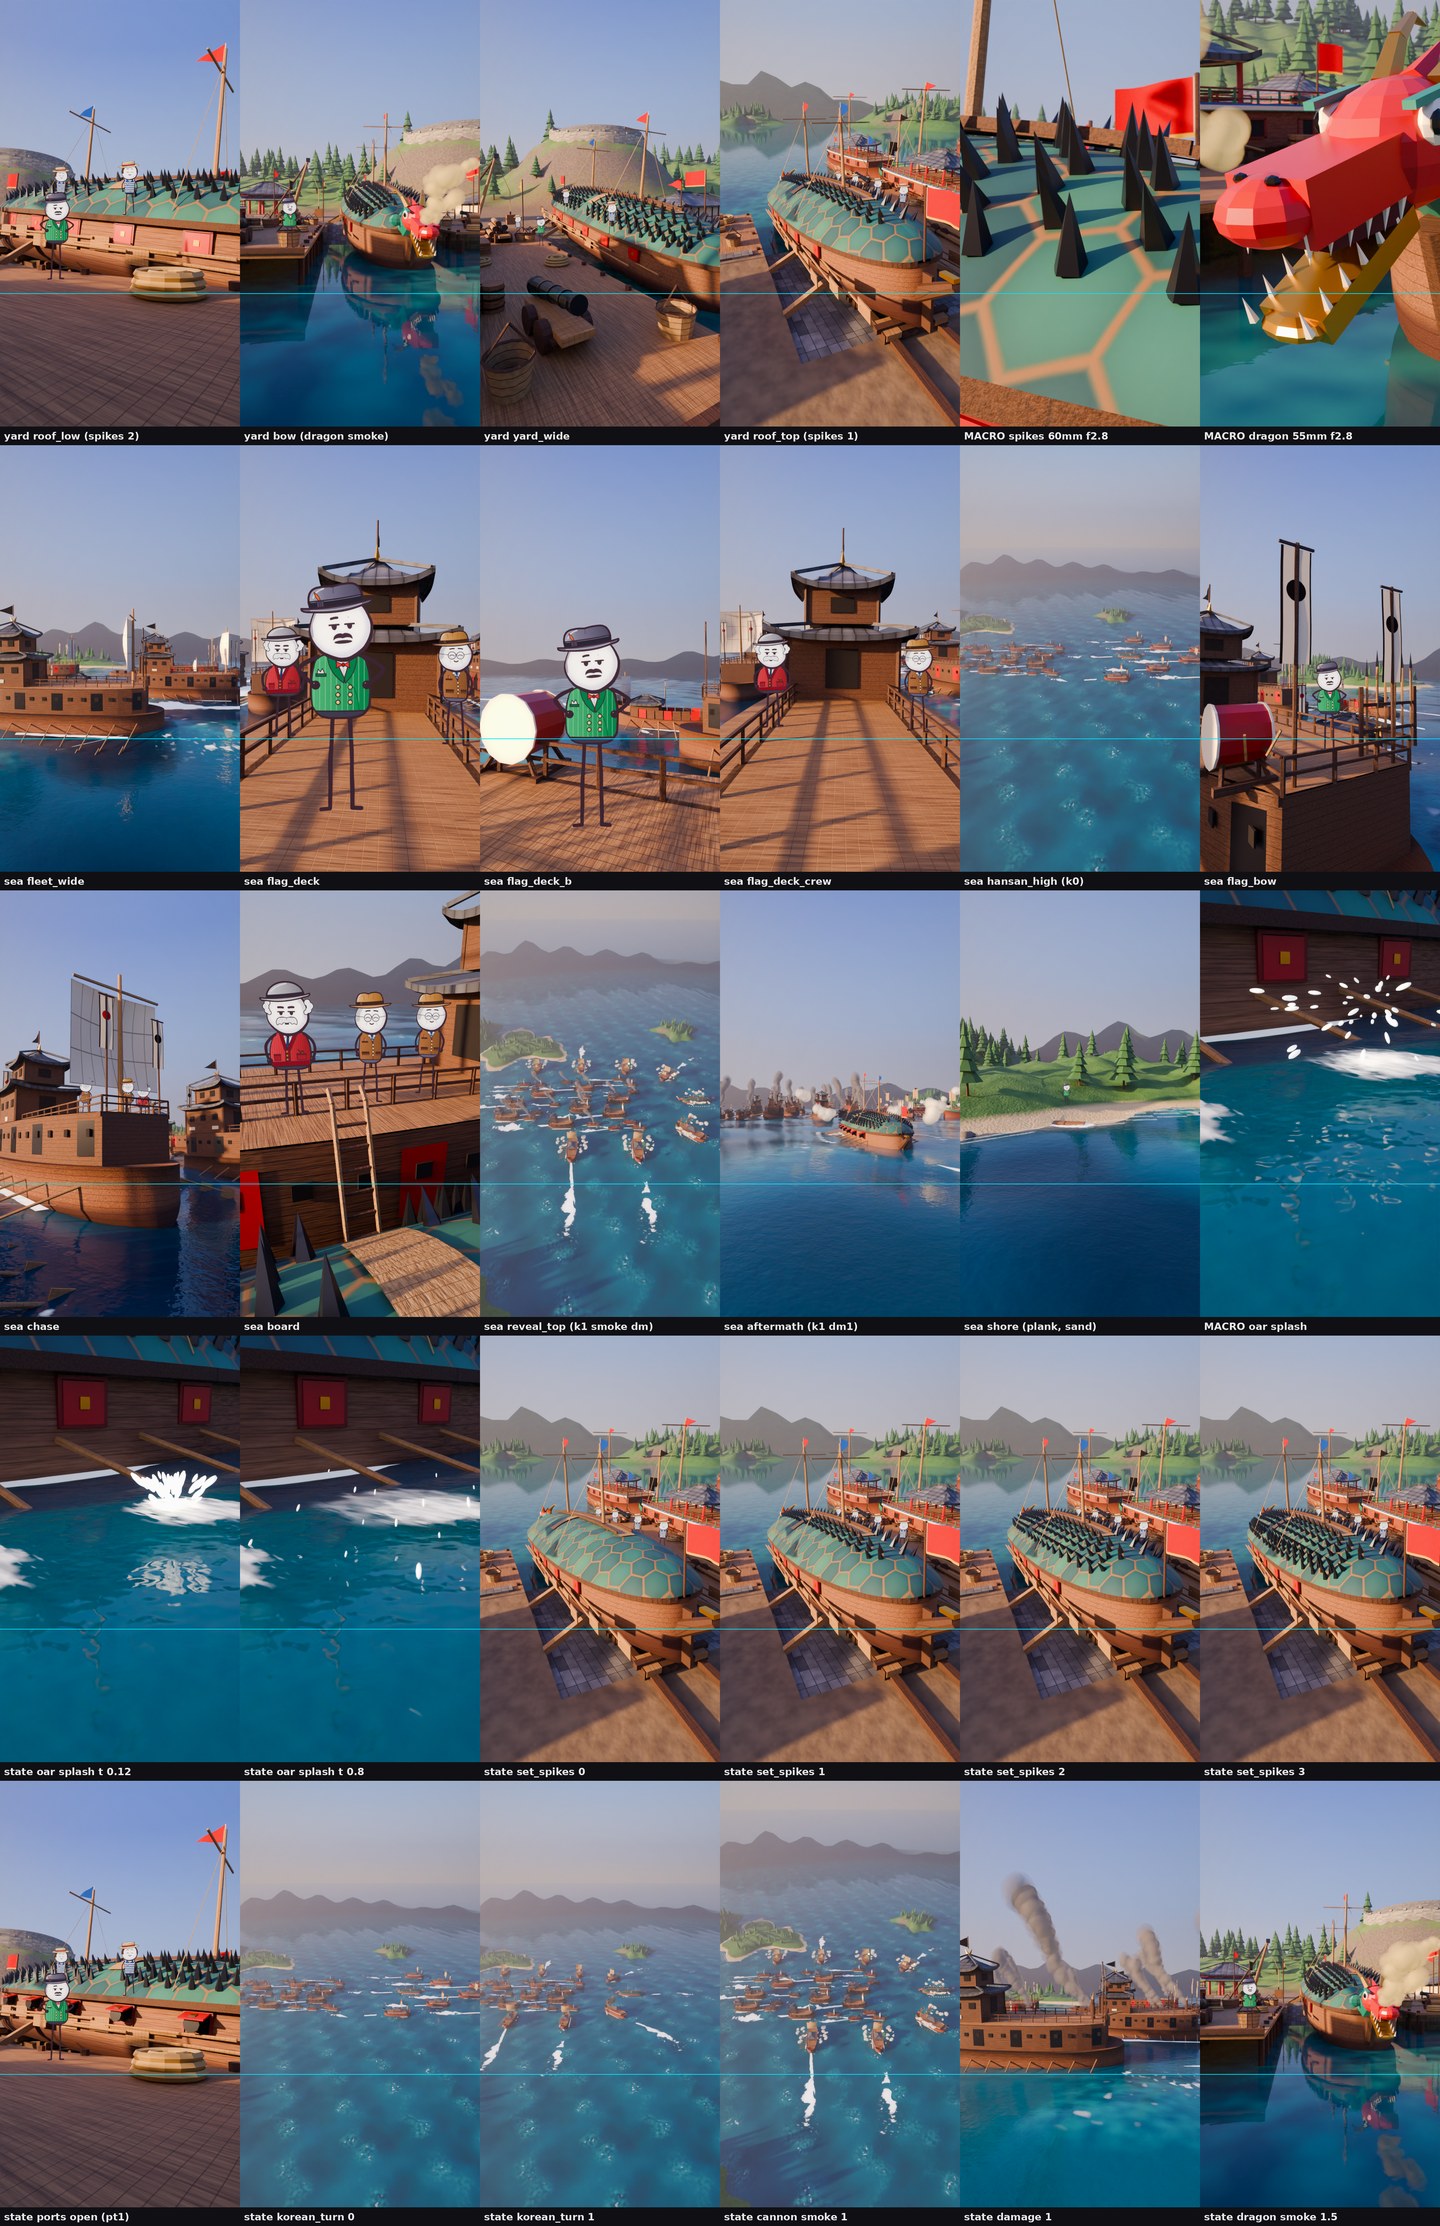 yard roof_low (spikes 2)
yard bow (dragon smoke)
yard yard_wide
yard roof_top (spikes 1)
MACRO spikes 60mm f2.8
MACRO dragon 55mm f2.8
sea fleet_wide
sea flag_deck
sea flag_deck_b
sea flag_deck_crew
sea hansan_high (k0)
sea flag_bow
sea chase
sea board
sea reveal_top (k1 smoke dm)
sea aftermath (k1 dm1)
sea shore (plank, sand)
MACRO oar splash
state oar splash t 0.12
state oar splash t 0.8
state set_spikes 0
state set_spikes 1
state set_spikes 2
state set_spikes 3
state ports open (pt1)
state korean_turn 0
state korean_turn 1
state cannon smoke 1
state damage 1
state dragon smoke 1.5